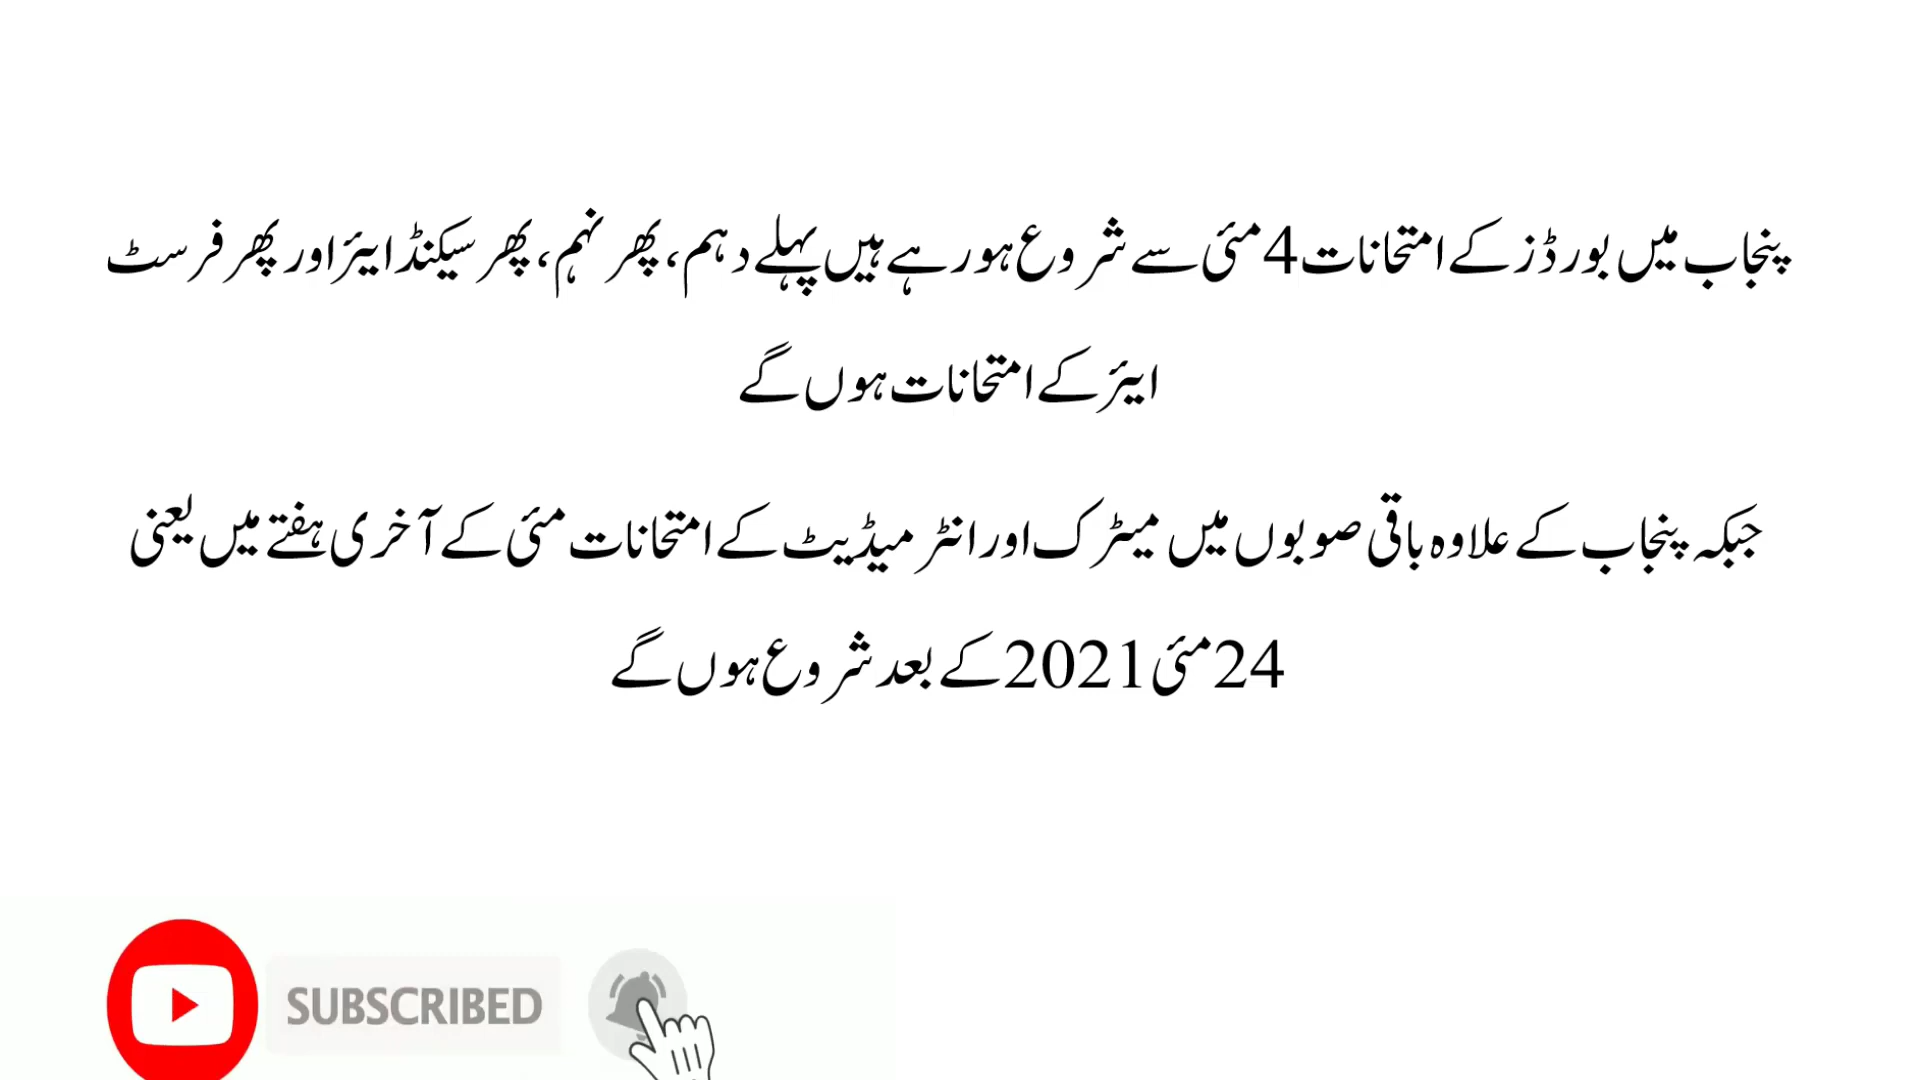 پنجاب میں بورڈز کے امتحانات 4 مئی سے شروع ہو رہے ہیں پہلے دہم، پھر نہم، پھر سیکنڈ ایئر اور پھر فرسٹ
ایئر کے امتحانات ہوں گے
جبکہ پنجاب کے علاوہ باقی صوبوں میں میٹرک اور انٹر میڈیٹ کے امتحانات مئی کے آخری ہفتے میں یعنی
24 مئی 2021 کے بعد شروع ہوں گے
SUBSCRIBED